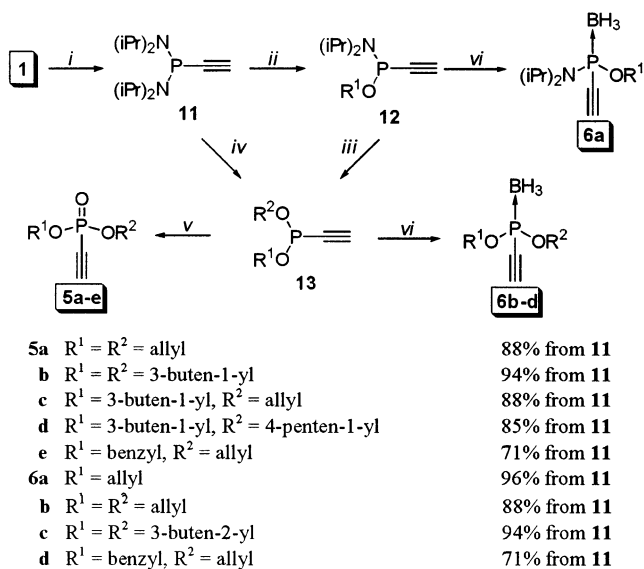 BH₃
1 i (iPr)₂N P (iPr)₂N 11 ii (iPr)₂N P R¹O 12 vi (iPr)₂N P OR¹ 6a
iv iii
O R¹O P OR² 5a-e v R²O P R¹O 13 vi BH₃ R¹O P OR² 6b-d
5a R¹ = R² = allyl 88% from 11
b R¹ = R² = 3-buten-1-yl 94% from 11
c R¹ = 3-buten-1-yl, R² = allyl 88% from 11
d R¹ = 3-buten-1-yl, R² = 4-penten-1-yl 85% from 11
e R¹ = benzyl, R² = allyl 71% from 11
6a R¹ = allyl 96% from 11
b R¹ = R² = allyl 88% from 11
c R¹ = R² = 3-buten-2-yl 94% from 11
d R¹ = benzyl, R² = allyl 71% from 11